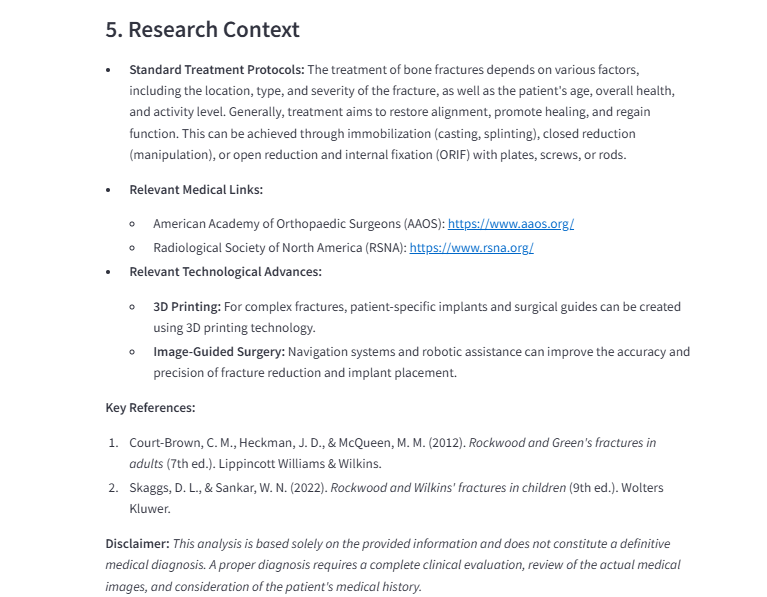 5. Research Context
• Standard Treatment Protocols: The treatment of bone fractures depends on various factors,
including the location, type, and severity of the fracture, as well as the patient's age, overall health,
and activity level. Generally, treatment aims to restore alignment, promote healing, and regain
function. This can be achieved through immobilization (casting, splinting), closed reduction
(manipulation), or open reduction and internal fixation (ORIF) with plates, screws, or rods.
• Relevant Medical Links:
◦ American Academy of Orthopaedic Surgeons (AAOS): https://www.aaos.org/
◦ Radiological Society of North America (RSNA): https://www.rsna.org/
• Relevant Technological Advances:
◦ 3D Printing: For complex fractures, patient-specific implants and surgical guides can be created
using 3D printing technology.
◦ Image-Guided Surgery: Navigation systems and robotic assistance can improve the accuracy and
precision of fracture reduction and implant placement.
Key References:
1. Court-Brown, C. M., Heckman, J. D., & McQueen, M. M. (2012). Rockwood and Green's fractures in
adults (7th ed.). Lippincott Williams & Wilkins.
2. Skaggs, D. L., & Sankar, W. N. (2022). Rockwood and Wilkins' fractures in children (9th ed.). Wolters
Kluwer.
Disclaimer: This analysis is based solely on the provided information and does not constitute a definitive
medical diagnosis. A proper diagnosis requires a complete clinical evaluation, review of the actual medical
images, and consideration of the patient's medical history.